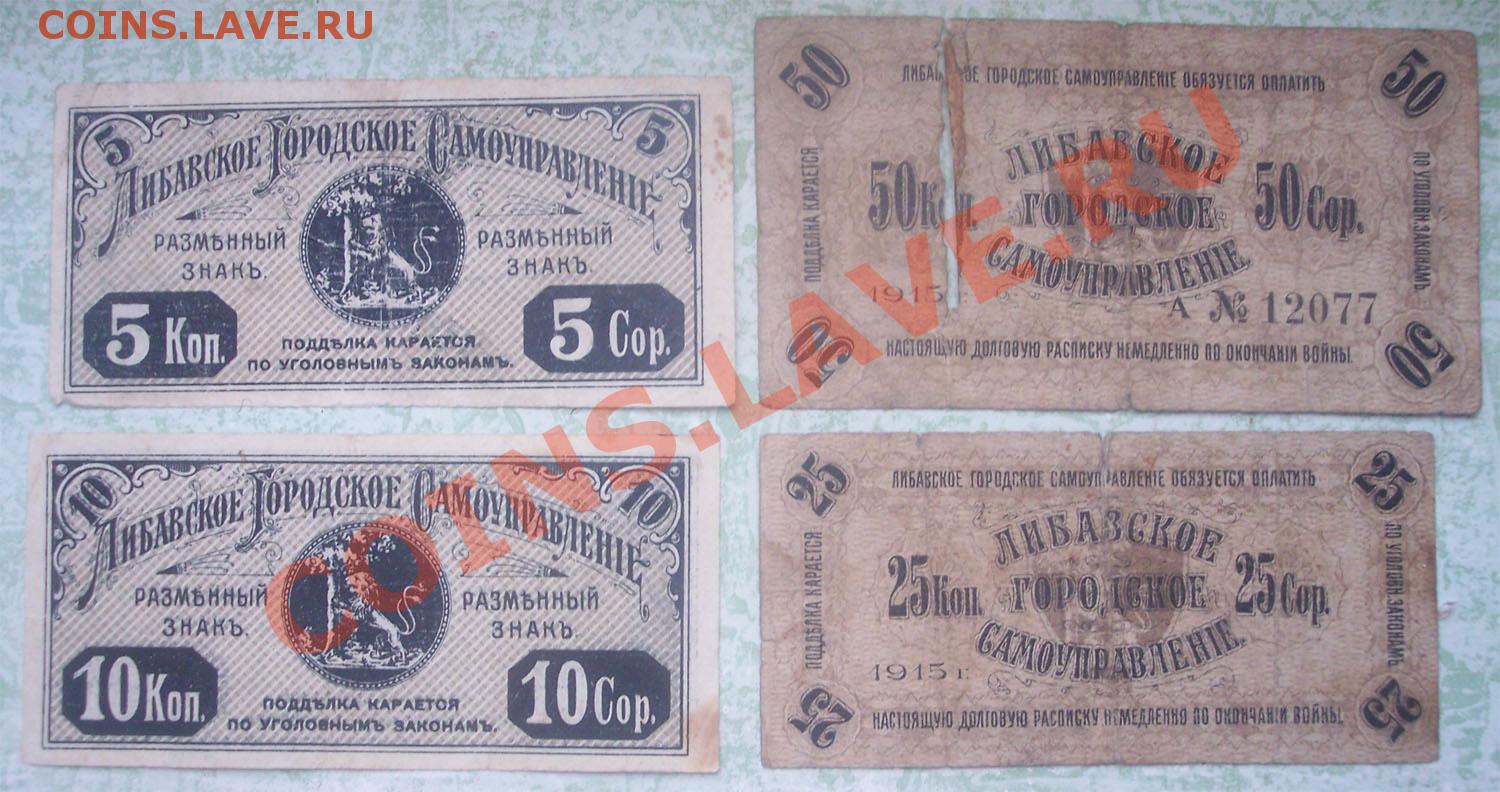 COINS.LAVE.RU
5 5
Либавское Городское Самоуправленіе
РАЗМѢННЫЙ
ЗНАКЪ.
РАЗМѢННЫЙ
ЗНАКЪ.
5 Коп.
ПОДДѢЛКА КАРАЕТСЯ
ПО УГОЛОВНЫМЪ ЗАКОНАМЪ.
5 Cop.
50 50
ГОРОДСКОЕ САМОУПРАВЛЕНІЕ ОБЯЗУЕТСЯ ОПЛАТИТЬ
ПОДДѢЛКА КАРАЕТСЯ
ЛИБАВСКОЕ
50 ГОРОДСКОЕ 50 Cop.
САМОУПРАВЛЕНІЕ.
ПО УГОЛОВН. ЗАКОНАМЪ
1915
А № 12077
НАСТОЯЩУЮ ДОЛГОВУЮ РАСПИСКУ НЕМЕДЛЕННО ПО ОКОНЧАНІИ ВОЙНЫ.
50 50
10 10
Либавское Городское Самоуправленіе
РАЗМѢННЫЙ
ЗНАКЪ.
РАЗМѢННЫЙ
ЗНАКЪ.
10 Коп.
ПОДДѢЛКА КАРАЕТСЯ
ПО УГОЛОВНЫМЪ ЗАКОНАМЪ.
10 Cop.
25 25
ЛИБАВСКОЕ ГОРОДСКОЕ САМОУПРАВЛЕНІЕ ОБЯЗУЕТСЯ ОПЛАТИТЬ
ПОДДѢЛКА КАРАЕТСЯ
ЛИБАВСКОЕ
25 Коп. ГОРОДСКОЕ 25 Cop.
САМОУПРАВЛЕНІЕ.
ПО УГОЛОВН. ЗАКОНАМЪ
1915 г.
НАСТОЯЩУЮ ДОЛГОВУЮ РАСПИСКУ НЕМЕДЛЕННО ПО ОКОНЧАНІИ ВОЙНЫ.
25 25
COINS.LAVE.RU